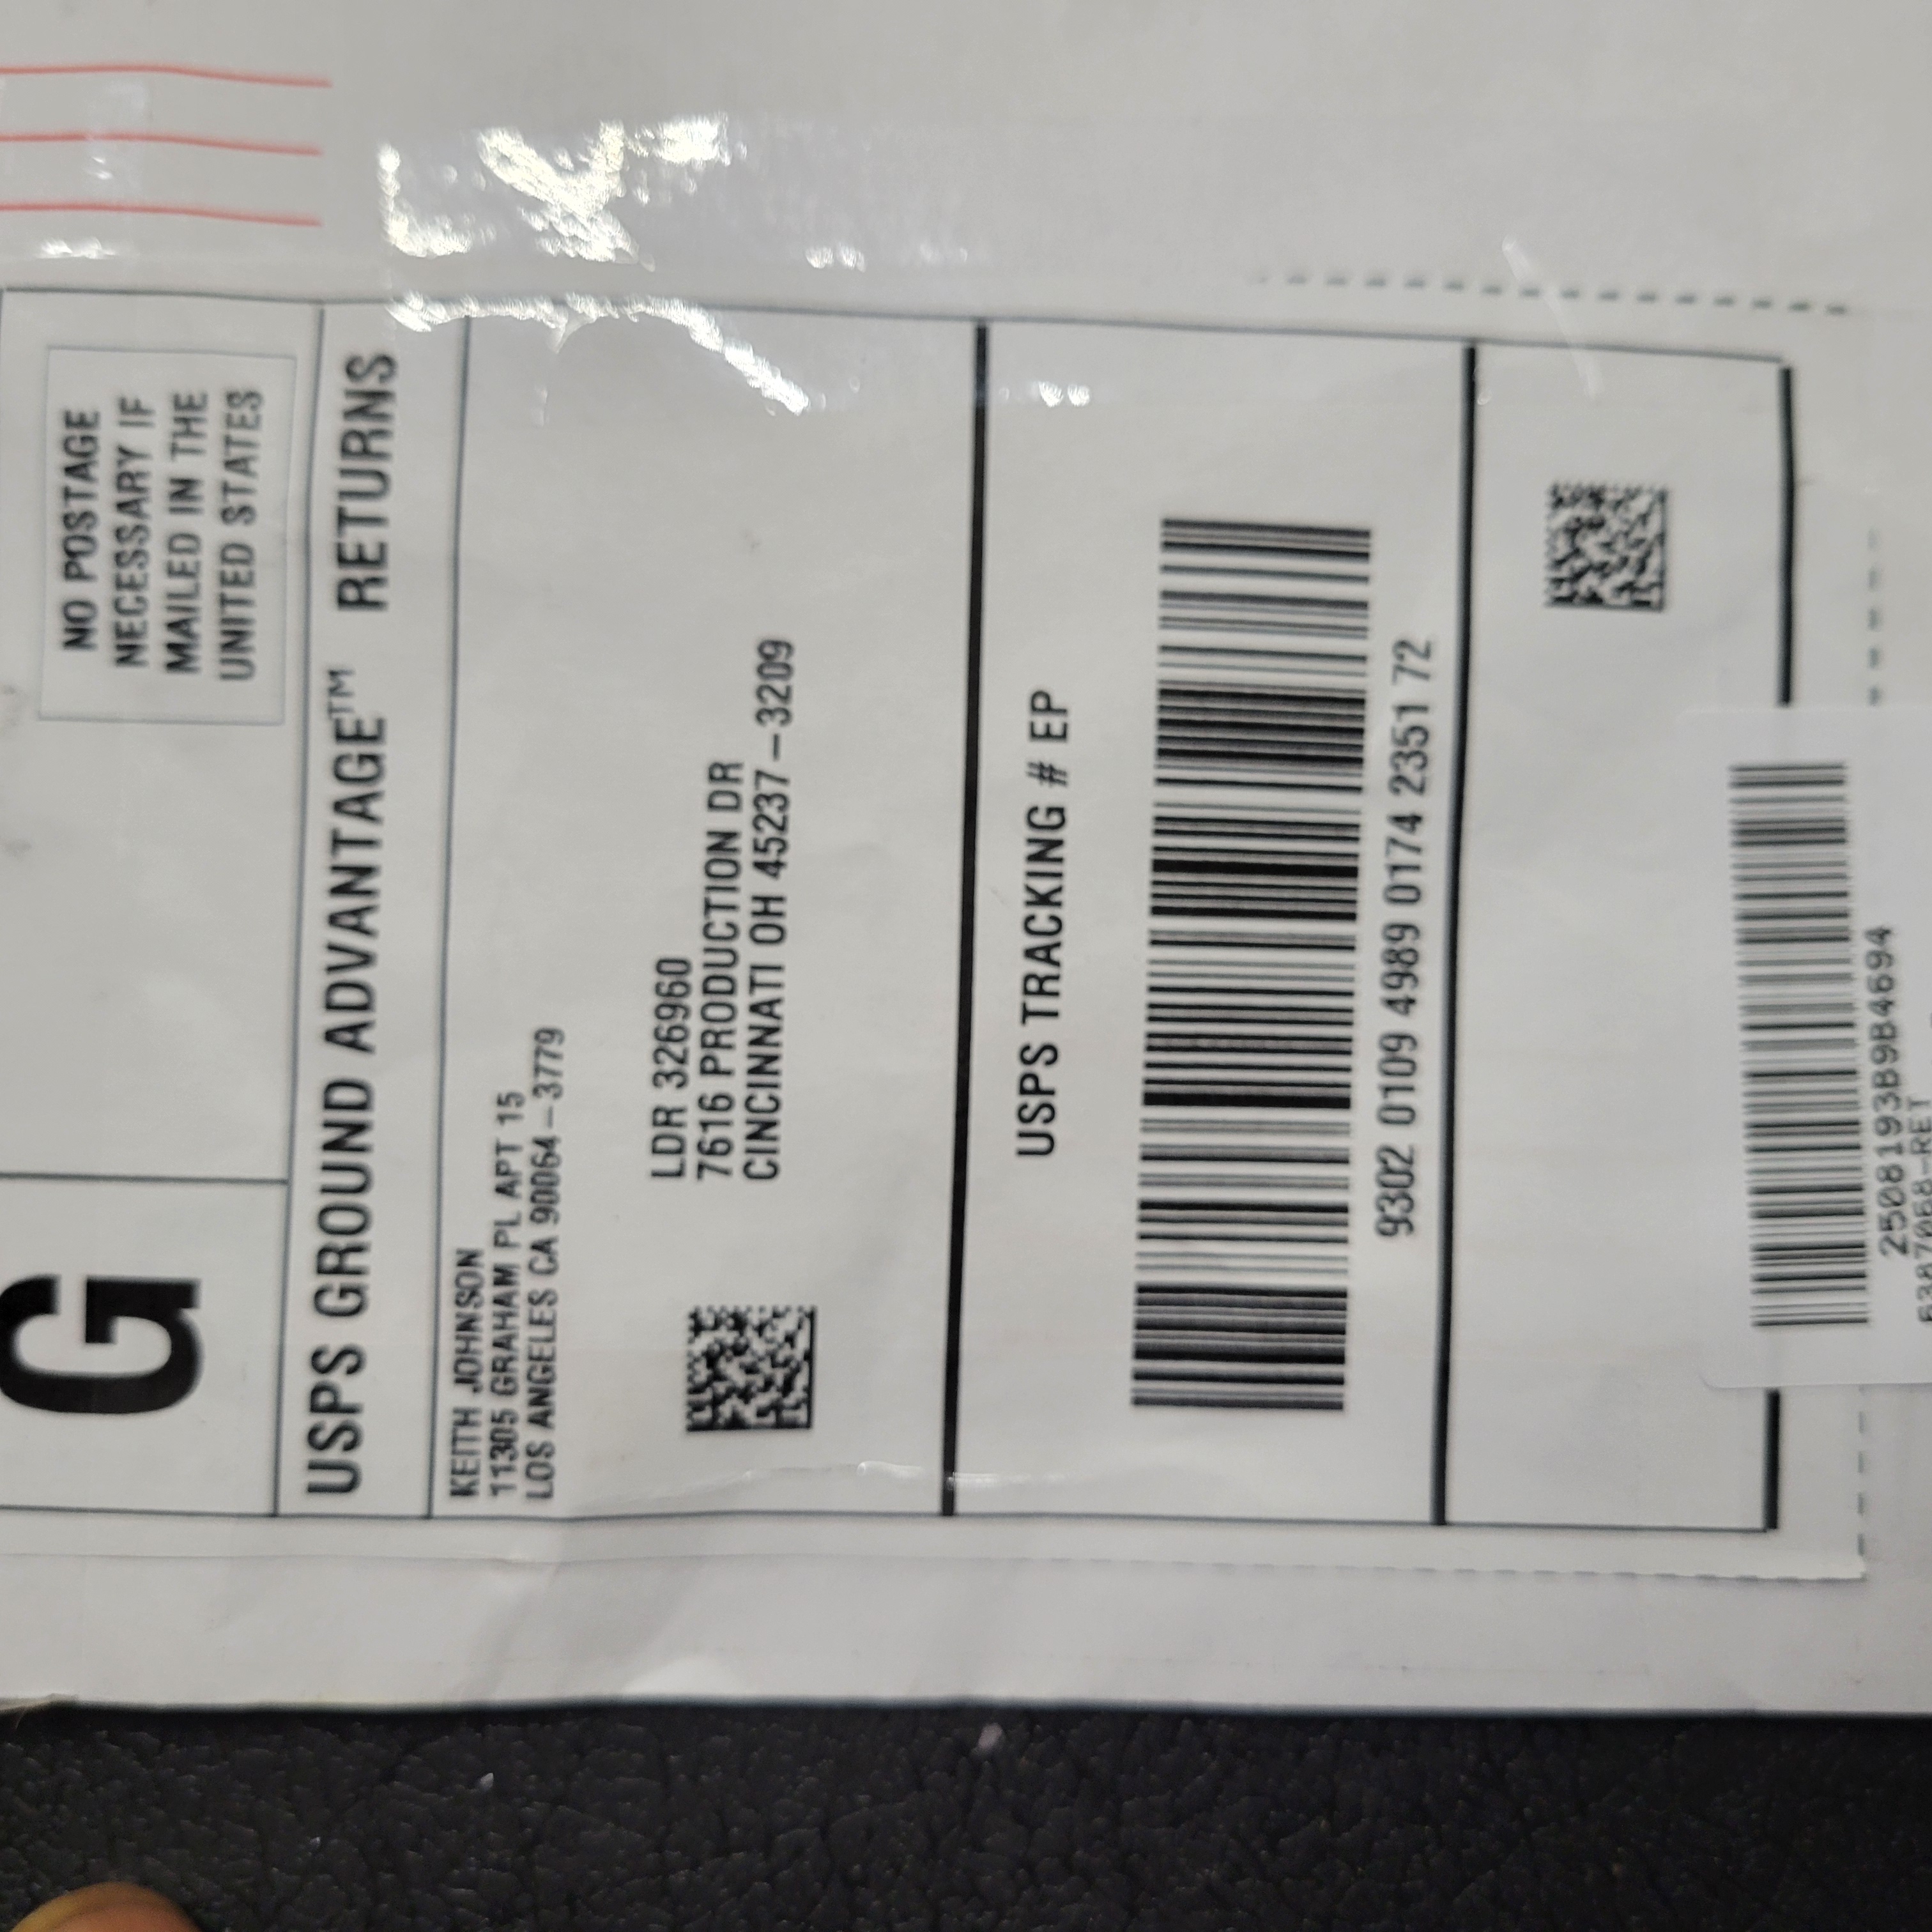 G
NO POSTAGE
NECESSARY IF
MAILED IN THE
UNITED STATES
USPS GROUND ADVANTAGE™ RETURNS
KEITH JOHNSON
11305 GRAHAM PL APT 15
LOS ANGELES CA 90064-3779
LDR 326960
7616 PRODUCTION DR
CINCINNATI OH 45237-3209
USPS TRACKING # EP
9302 0109 4989 0174 2351 72
2508193B9B4694